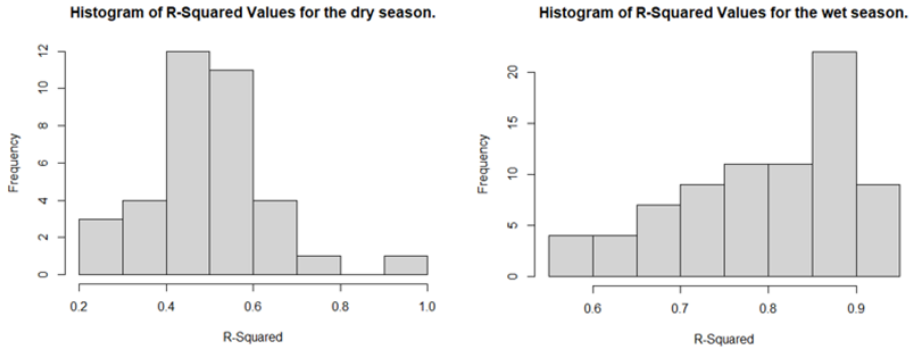 Histogram of R-Squared Values for the dry season.
12
10
8
6
4
2
0
Frequency
0.2 0.4 0.6 0.8 1.0
R-Squared
Histogram of R-Squared Values for the wet season.
20
15
10
5
0
Frequency
0.6 0.7 0.8 0.9
R-Squared